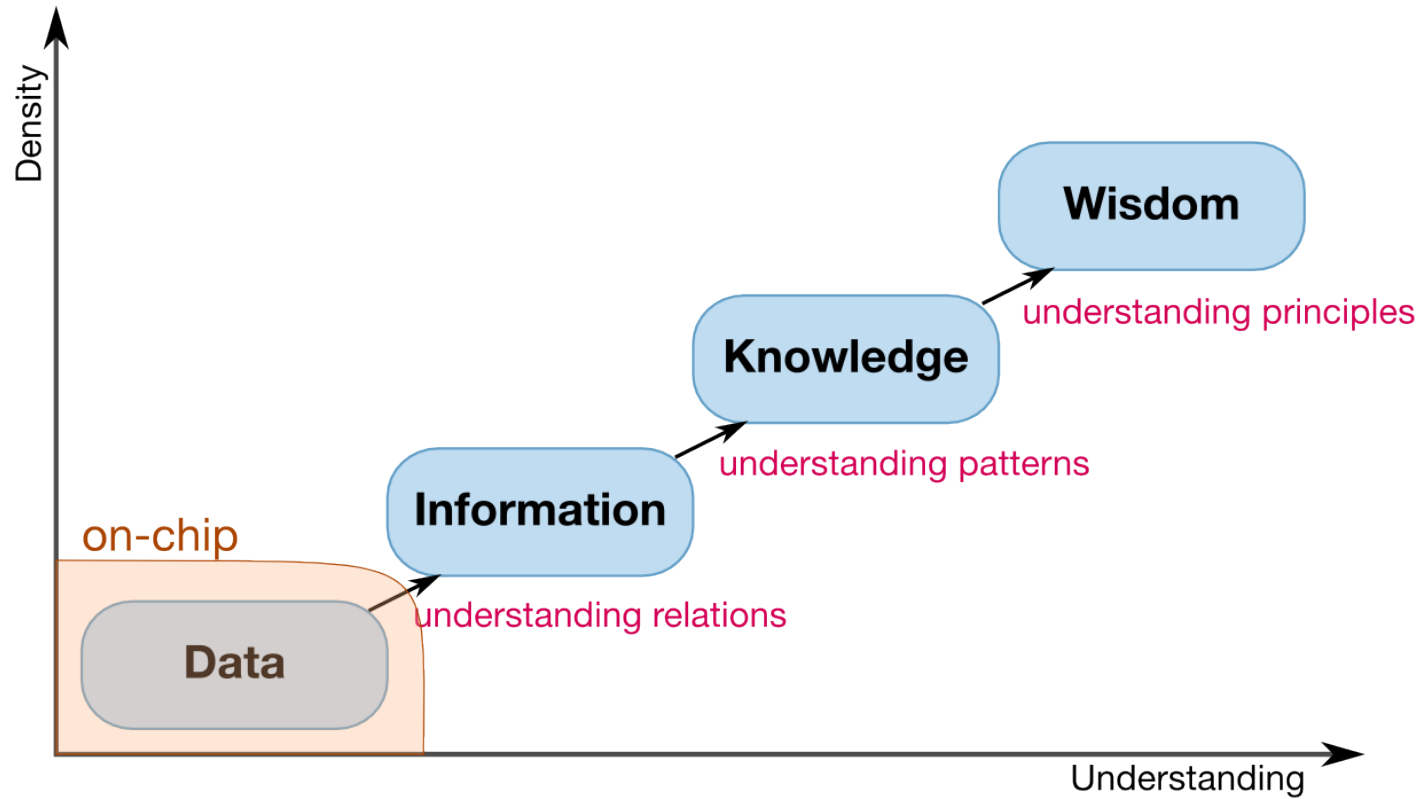 Density
Wisdom
understanding principles
Knowledge
understanding patterns
Information
on-chip
understanding relations
Data
Understanding